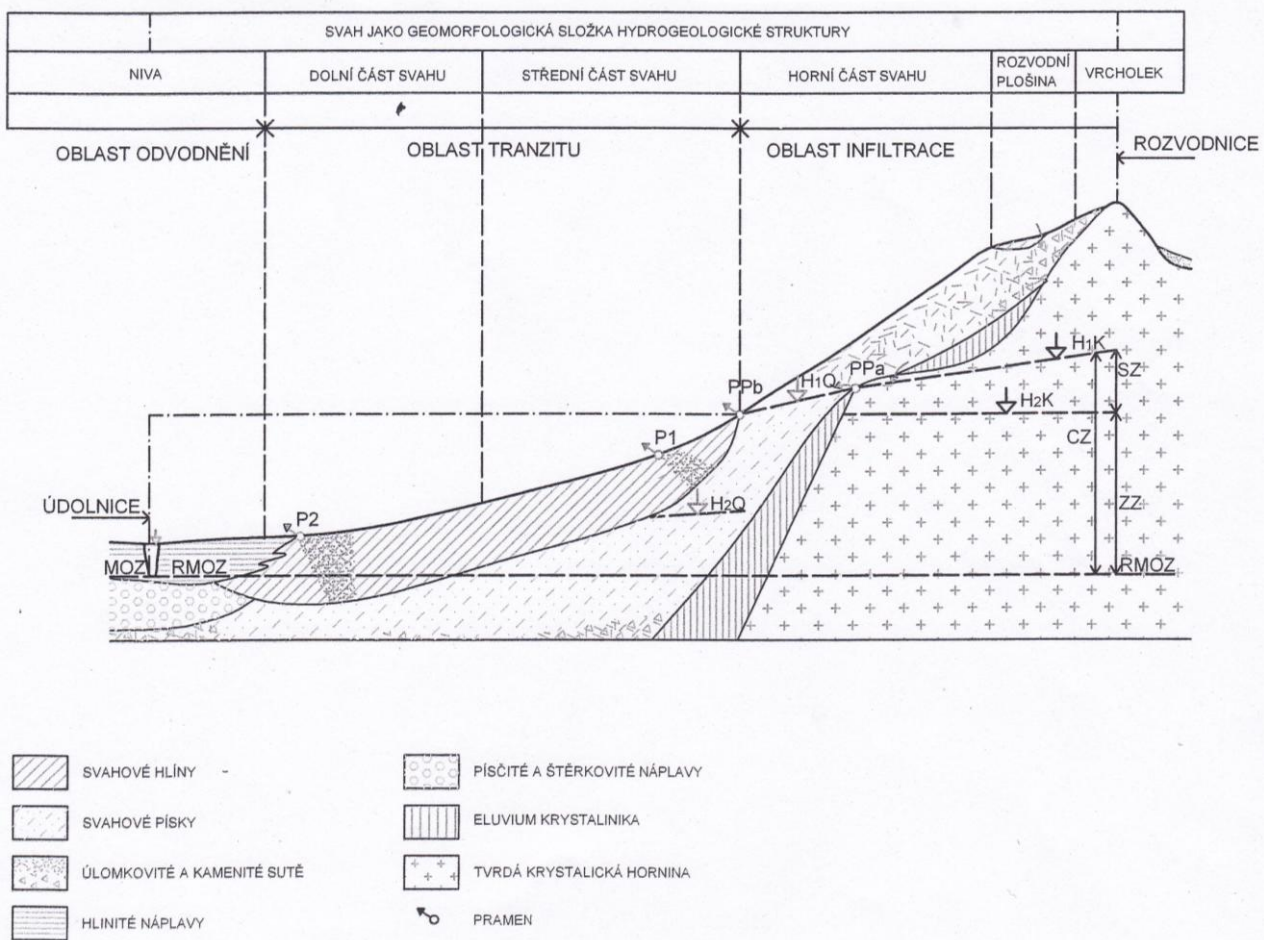 SVAH JAKO GEOMORFOLOGICKÁ SLOŽKA HYDROGEOLOGICKÉ STRUKTURY
NIVA
DOLNÍ ČÁST SVAHU
STŘEDNÍ ČÁST SVAHU
HORNÍ ČÁST SVAHU
ROZVODNÍ
PLOŠINA
VRCHOLEK
OBLAST ODVODNĚNÍ
OBLAST TRANZITU
OBLAST INFILTRACE
ROZVODNICE
H1K
PPa
SZ
H1Q
PPb
H2K
CZ
P1
ZZ
H2Q
ÚDOLNICE
P2
MOZ
RMOZ
RMOZ
SVAHOVÉ HLÍNY
SVAHOVÉ PÍSKY
ÚLOMKOVITÉ A KAMENITÉ SUTĚ
HLINITÉ NÁPLAVY
PÍSČITÉ A ŠTĚRKOVITÉ NÁPLAVY
ELUVIUM KRYSTALINIKA
TVRDÁ KRYSTALICKÁ HORNINA
PRAMEN